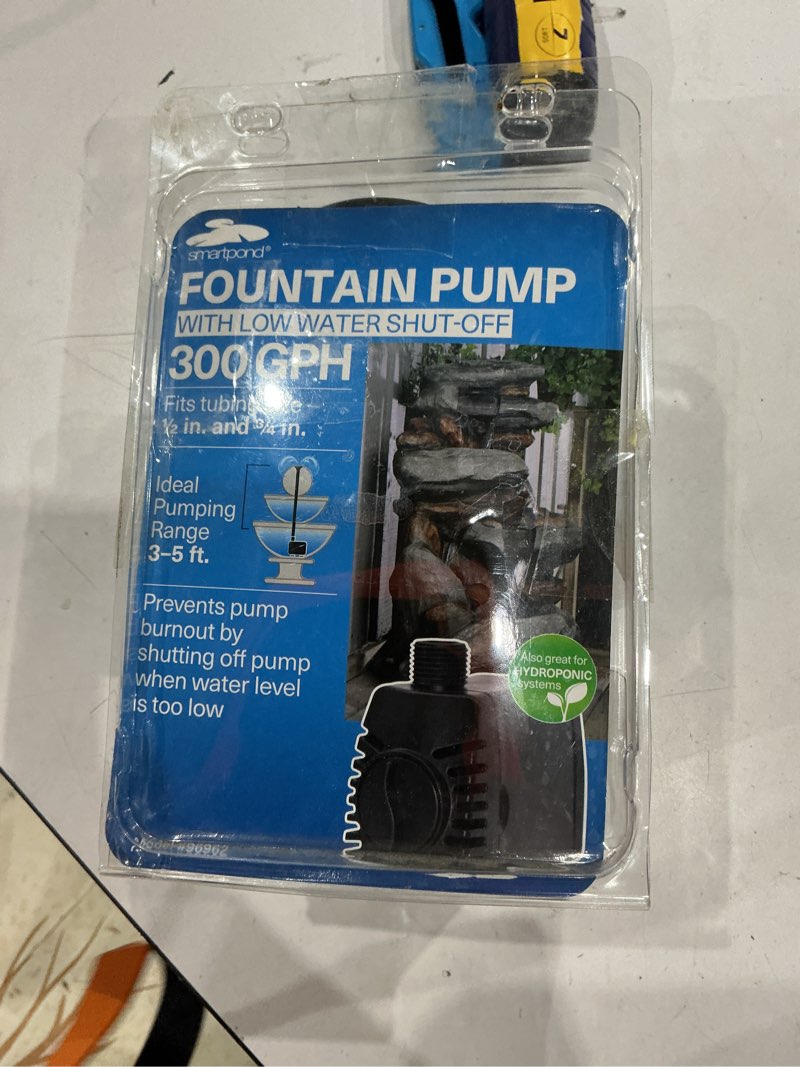 7
smartpond®
FOUNTAIN PUMP
WITH LOW WATER SHUT-OFF
300 GPH
Fits tubing
½ in. and ¾ in.
Ideal
Pumping
Range
3–5 ft.
Prevents pump
burnout by
shutting off pump
when water level
is too low
Also great for
HYDROPONIC
systems
#96962